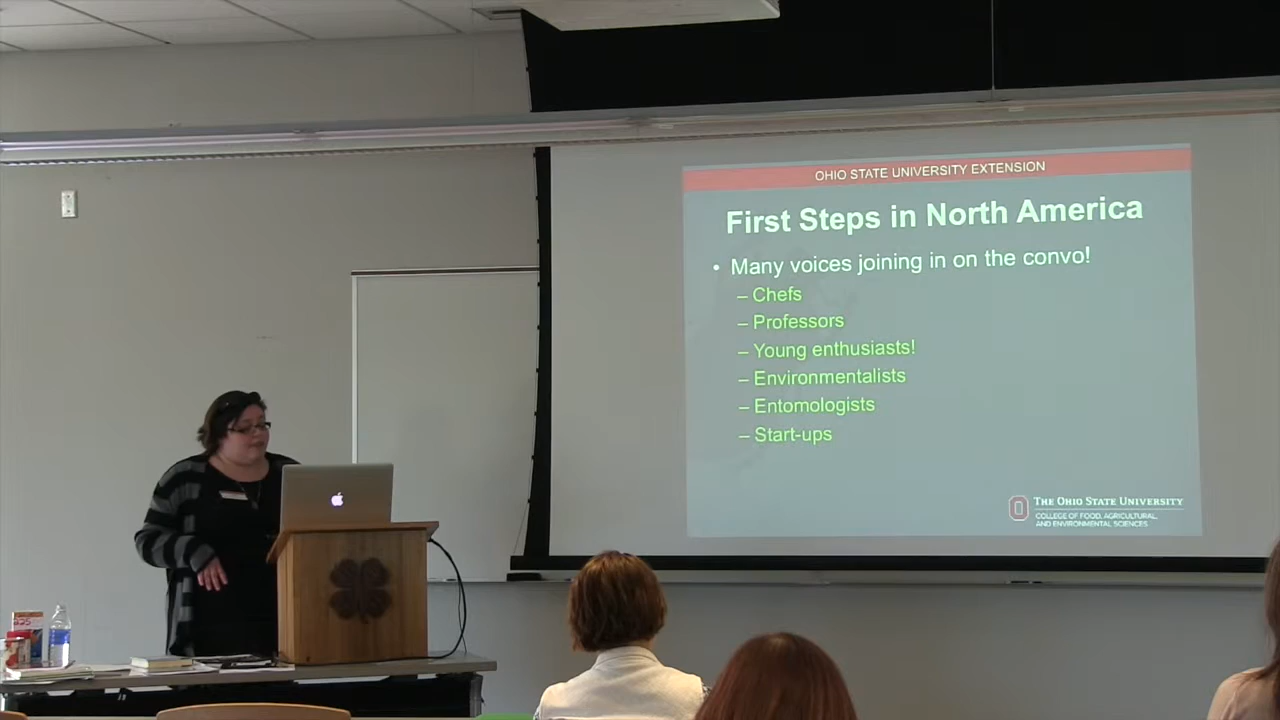 OHIO STATE UNIVERSITY EXTENSION
First Steps in North America
• Many voices joining in on the convo!
– Chefs
– Professors
– Young enthusiasts!
– Environmentalists
– Entomologists
– Start-ups
THE OHIO STATE UNIVERSITY
COLLEGE OF FOOD, AGRICULTURAL,
AND ENVIRONMENTAL SCIENCES